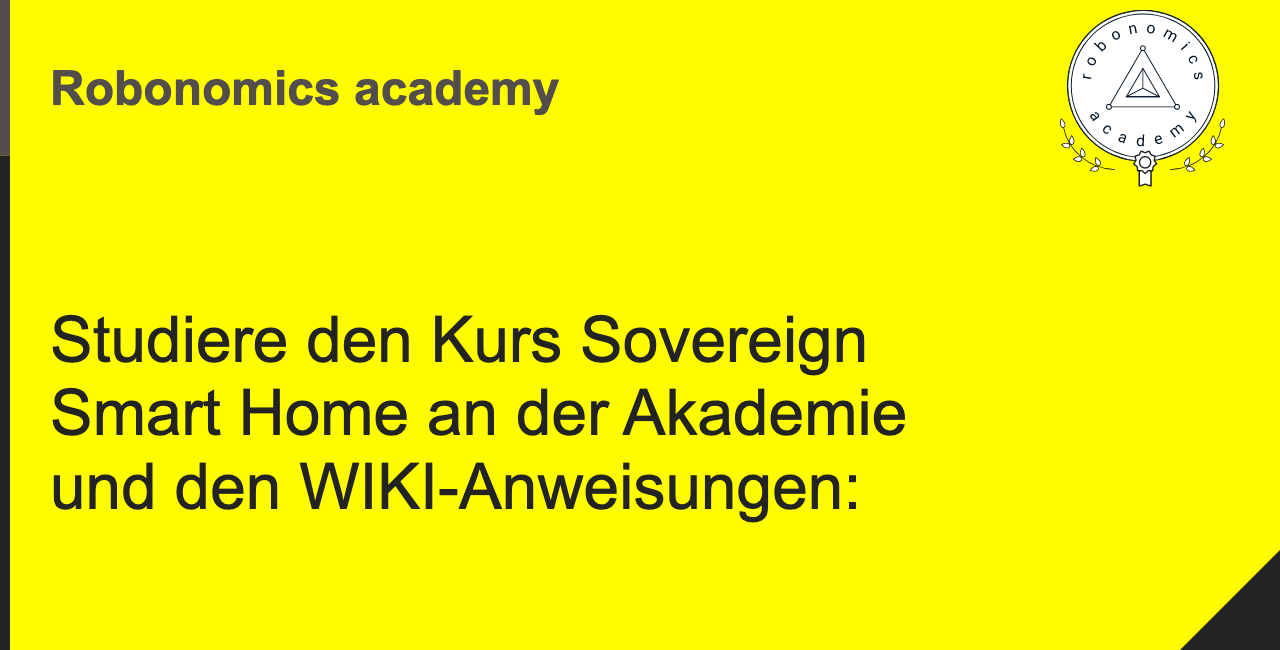 Robonomics academy
robonomics
academy
Studiere den Kurs Sovereign
Smart Home an der Akademie
und den WIKI-Anweisungen: